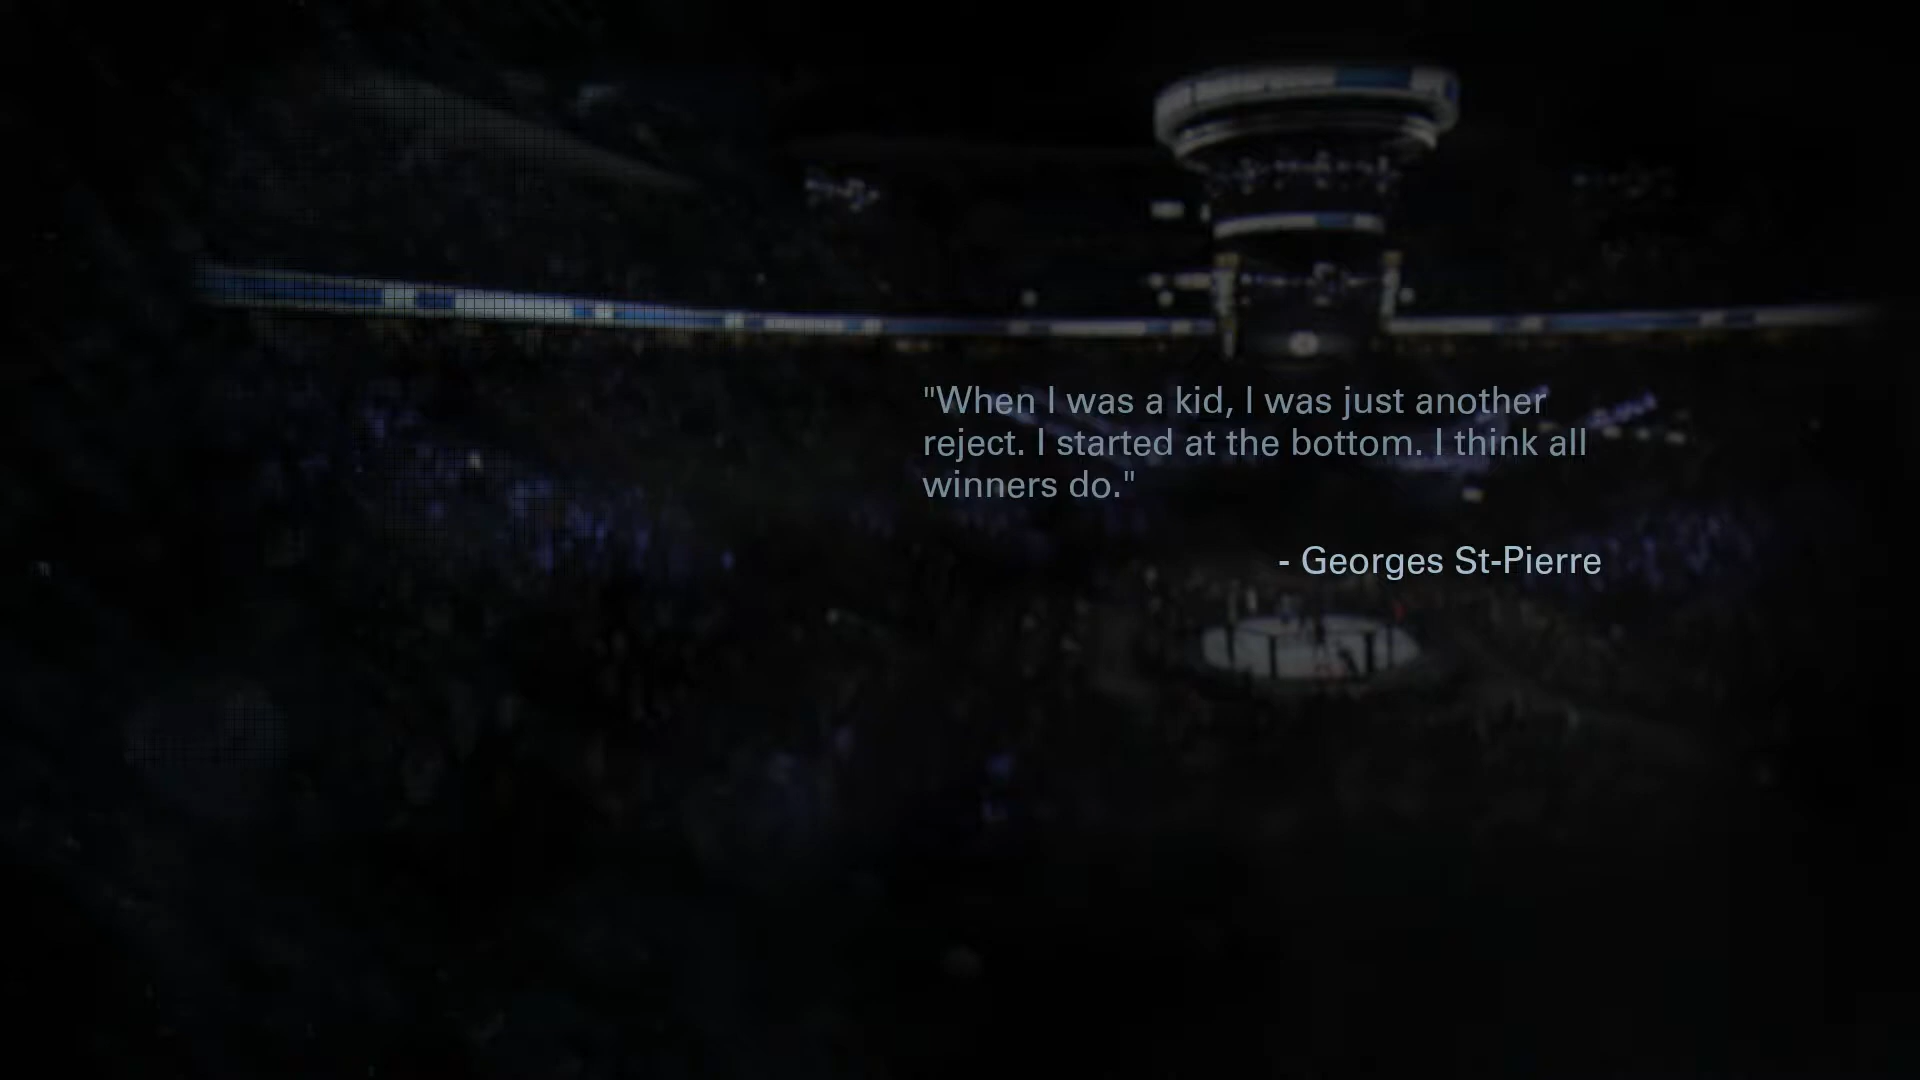 "When I was a kid, I was just another
reject. I started at the bottom. I think all
winners do."
- Georges St-Pierre